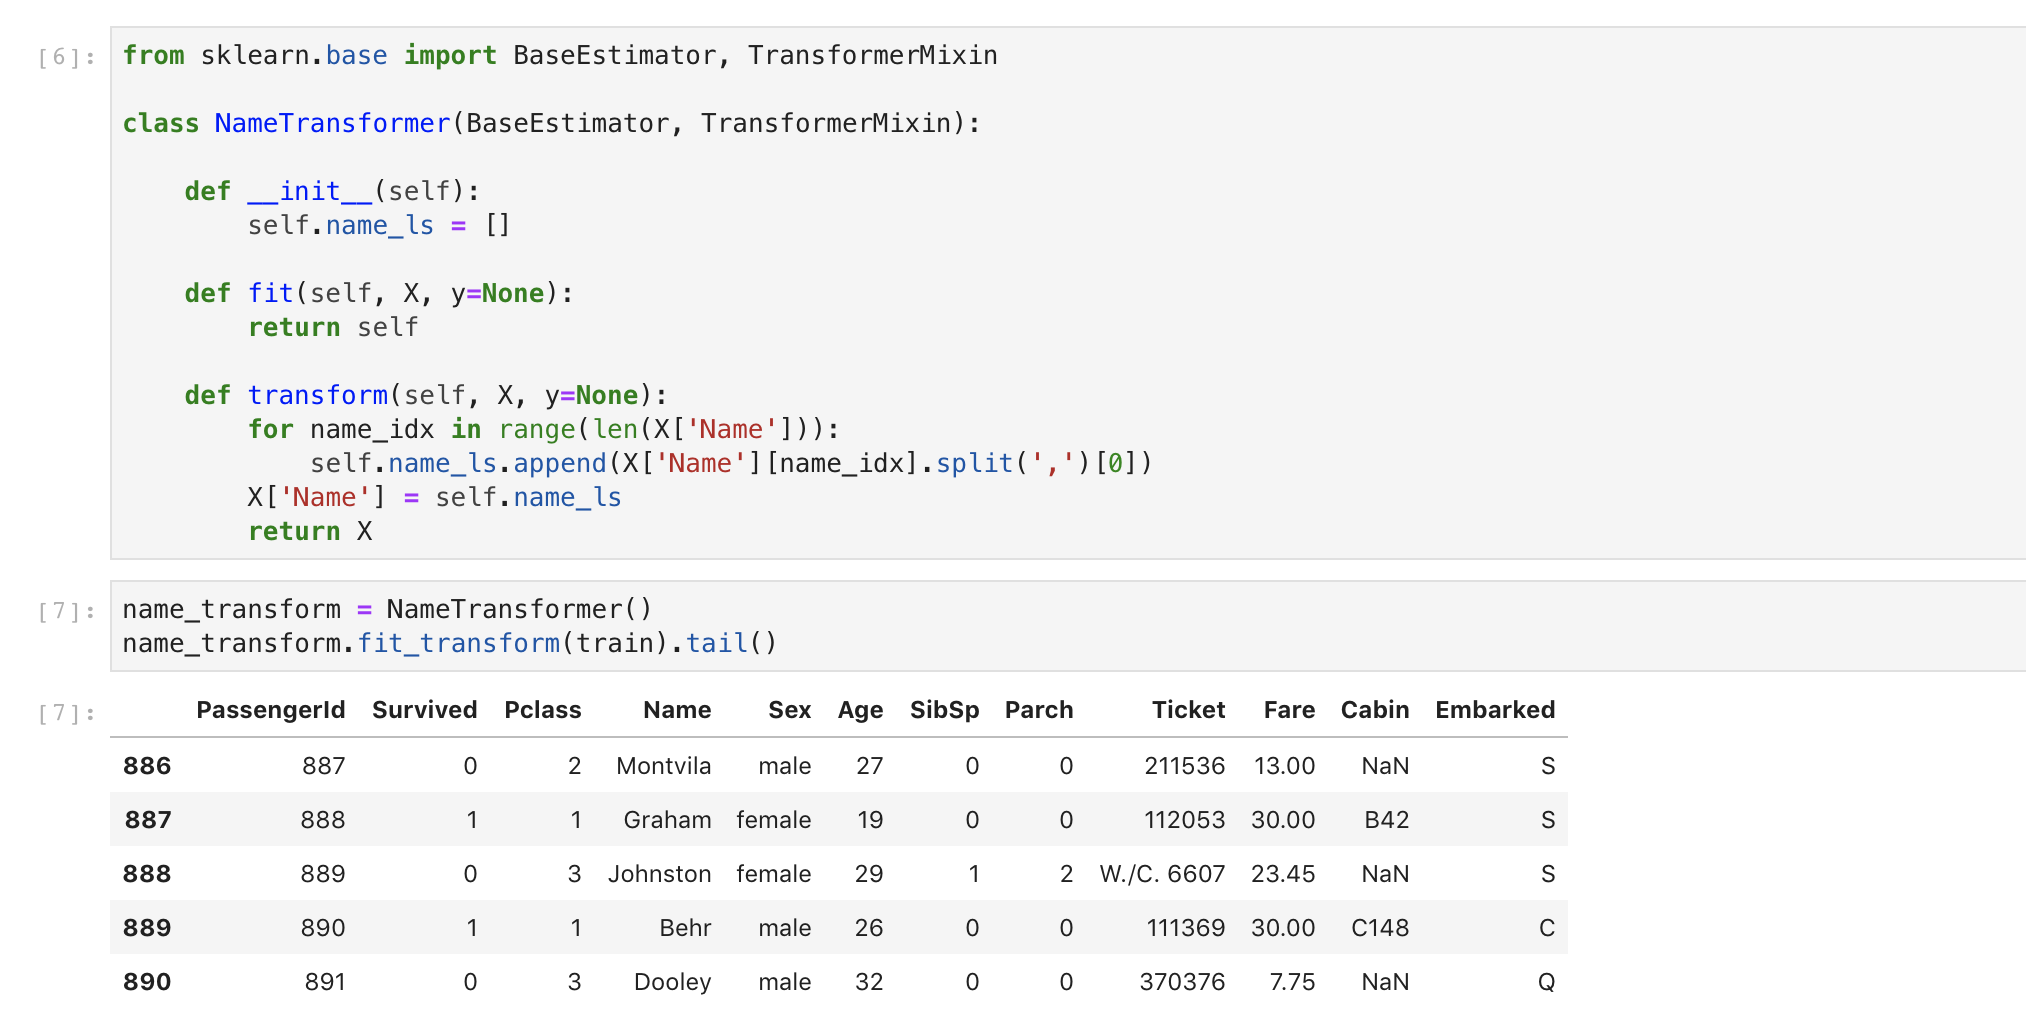 [6]: from sklearn.base import BaseEstimator, TransformerMixin
class NameTransformer(BaseEstimator, TransformerMixin):
    def __init__(self):
        self.name_ls = []
    def fit(self, X, y=None):
        return self
    def transform(self, X, y=None):
        for name_idx in range(len(X['Name'])):
            self.name_ls.append(X['Name'][name_idx].split(',')[0])
        X['Name'] = self.name_ls
        return X
[7]: name_transform = NameTransformer()
name_transform.fit_transform(train).tail()
[7]: PassengerId Survived Pclass Name Sex Age SibSp Parch Ticket Fare Cabin Embarked
886 887 0 2 Montvila male 27 0 0 211536 13.00 NaN S
887 888 1 1 Graham female 19 0 0 112053 30.00 B42 S
888 889 0 3 Johnston female 29 1 2 W./C. 6607 23.45 NaN S
889 890 1 1 Behr male 26 0 0 111369 30.00 C148 C
890 891 0 3 Dooley male 32 0 0 370376 7.75 NaN Q